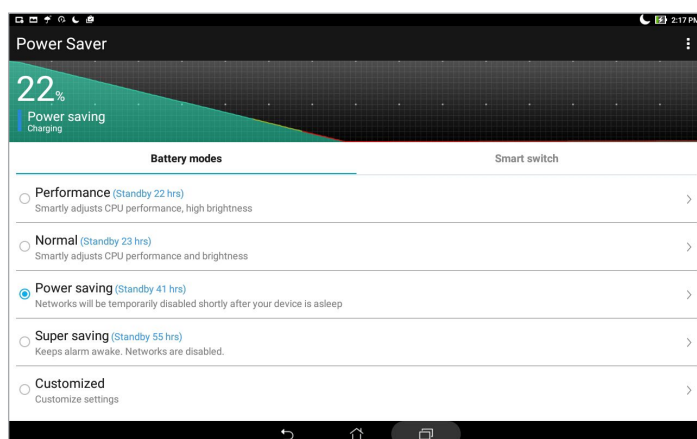 2:17 PM
Power Saver
22%
Power saving
Charging
Battery modes
Smart switch
Performance (Standby 22 hrs)
Smartly adjusts CPU performance, high brightness
Normal (Standby 23 hrs)
Smartly adjusts CPU performance and brightness
Power saving (Standby 41 hrs)
Networks will be temporarily disabled shortly after your device is asleep
Super saving (Standby 55 hrs)
Keeps alarm awake. Networks are disabled.
Customized
Customize settings